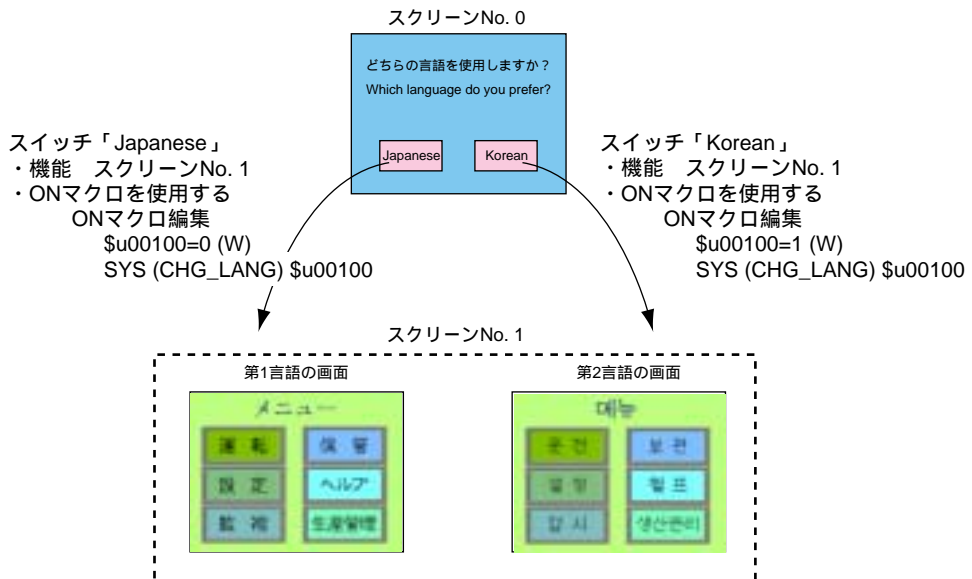 スクリーンNo. 0
どちらの言語を使用しますか？
Which language do you prefer?
Japanese
Korean
スイッチ「Japanese」
・機能　スクリーンNo. 1
・ONマクロを使用する
ONマクロ編集
$u00100=0 (W)
SYS (CHG_LANG) $u00100
スイッチ「Korean」
・機能　スクリーンNo. 1
・ONマクロを使用する
ONマクロ編集
$u00100=1 (W)
SYS (CHG_LANG) $u00100
スクリーンNo. 1
第1言語の画面
メニュー
運 転
保 管
設 定
ヘルプ
監 視
生産管理
第2言語の画面
메뉴
운 전
보 관
설 정
헬 프
감 시
생산관리